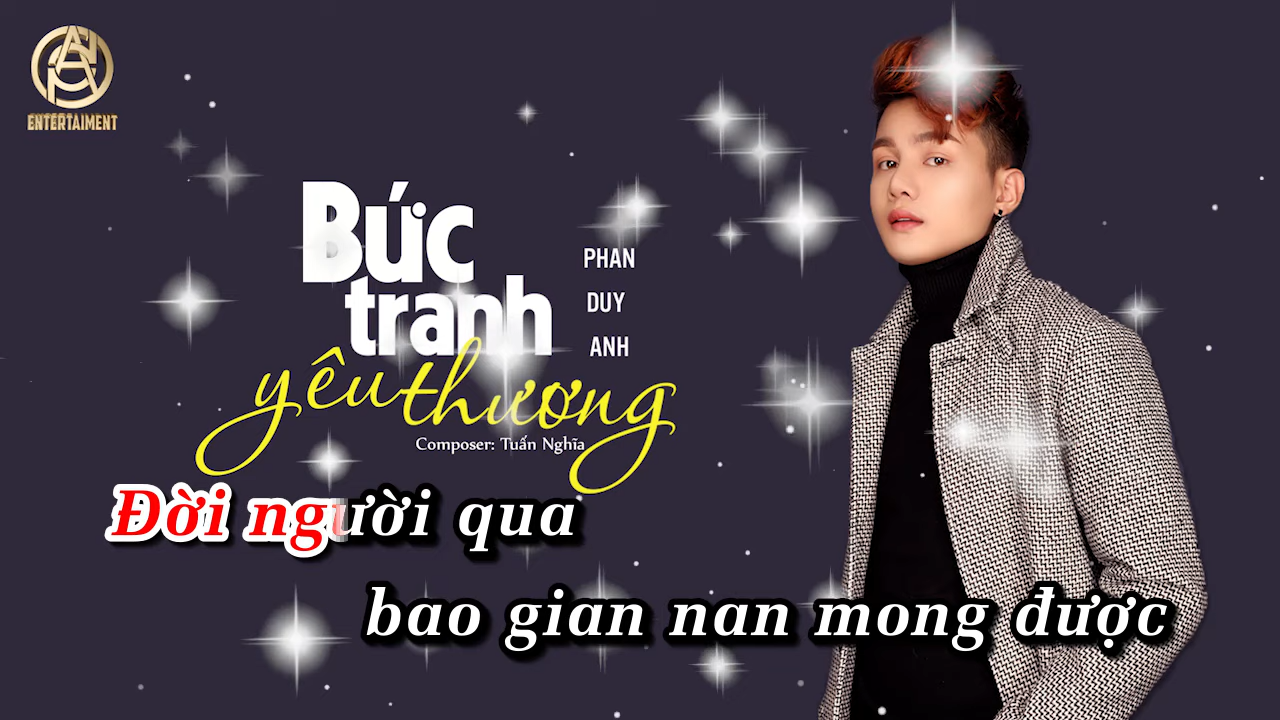 ENTERTAIMENT
Bức
tranh
yêu thương
PHAN
DUY
ANH
Composer: Tuấn Nghĩa
Đời người qua
bao gian nan mong được